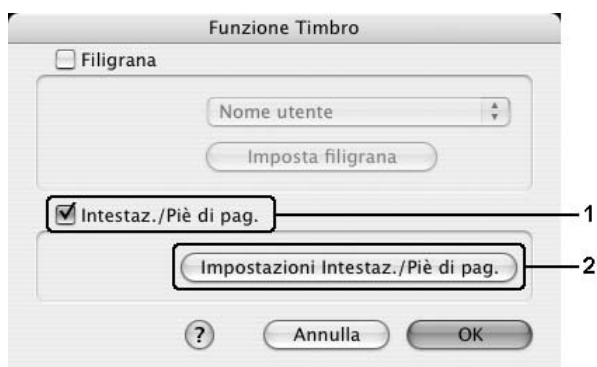 Funzione Timbro
Filigrana
Nome utente
Imposta filigrana
Intestaz./Piè di pag.
1
Impostazioni Intestaz./Piè di pag.
2
?
Annulla
OK